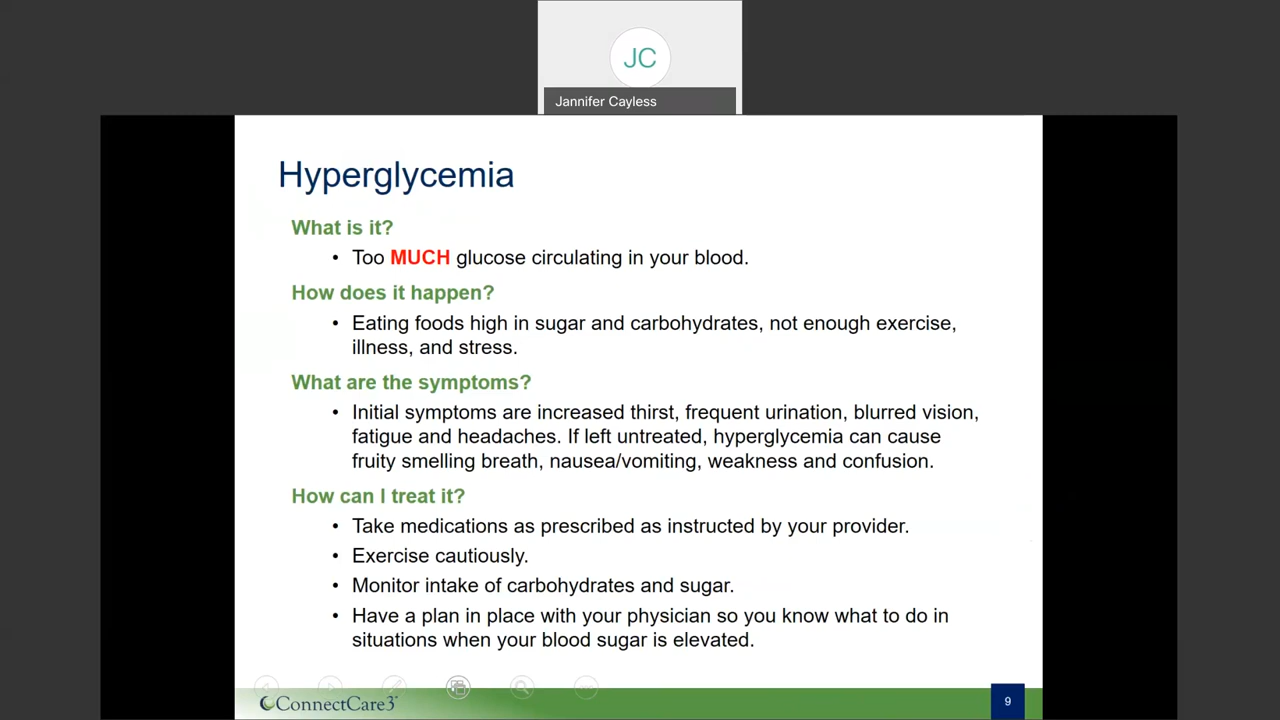 JC
Jannifer Cayless
Hyperglycemia
What is it?
• Too MUCH glucose circulating in your blood.
How does it happen?
• Eating foods high in sugar and carbohydrates, not enough exercise,
illness, and stress.
What are the symptoms?
• Initial symptoms are increased thirst, frequent urination, blurred vision,
fatigue and headaches. If left untreated, hyperglycemia can cause
fruity smelling breath, nausea/vomiting, weakness and confusion.
How can I treat it?
• Take medications as prescribed as instructed by your provider.
• Exercise cautiously.
• Monitor intake of carbohydrates and sugar.
• Have a plan in place with your physician so you know what to do in
situations when your blood sugar is elevated.
ConnectCare3
9